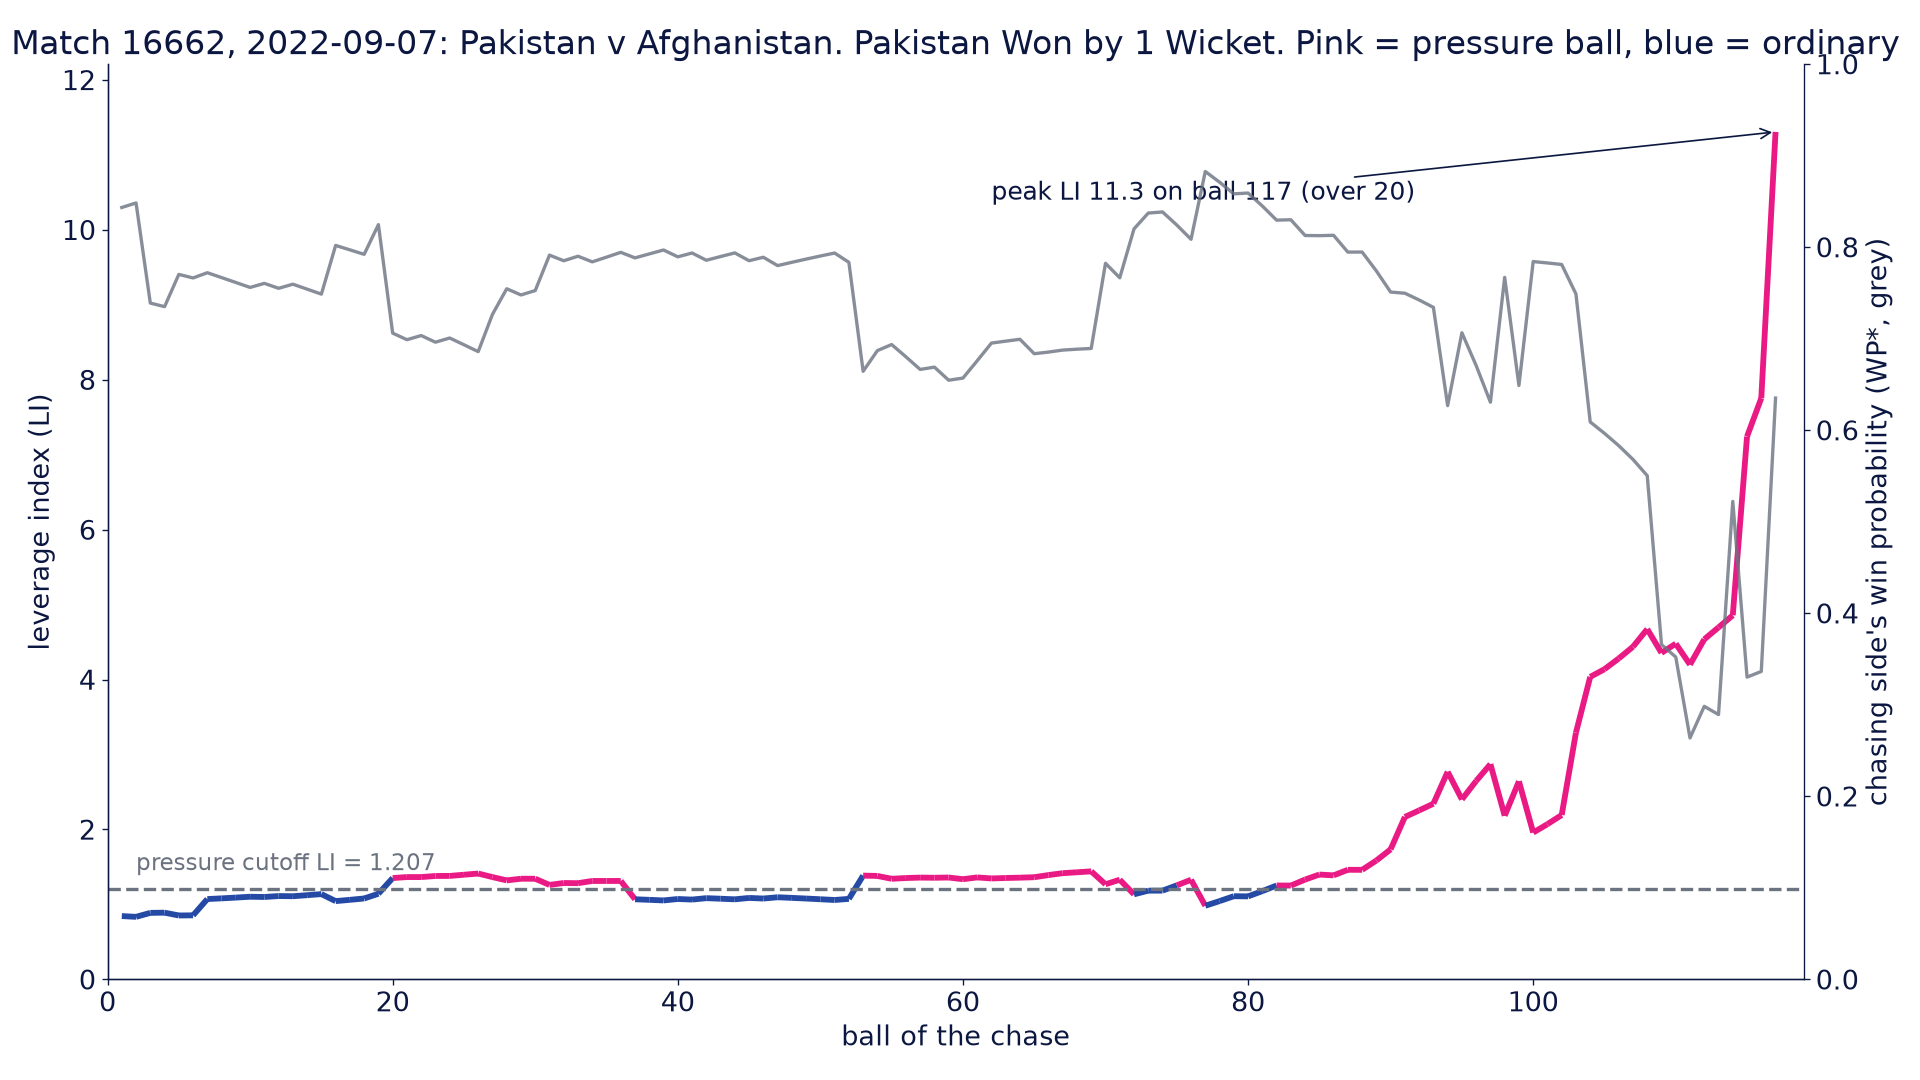 Match 16662, 2022-09-07: Pakistan v Afghanistan. Pakistan Won by 1 Wicket. Pink = pressure ball, blue = ordinary
leverage index (LI)
12
10
8
6
4
2
0
peak LI 11.3 on ball 117 (over 20)
pressure cutoff LI = 1.207
1.0
0.8
0.6
0.4
0.2
0.0
chasing side's win probability (WP*, grey)
0 20 40 60 80 100
ball of the chase